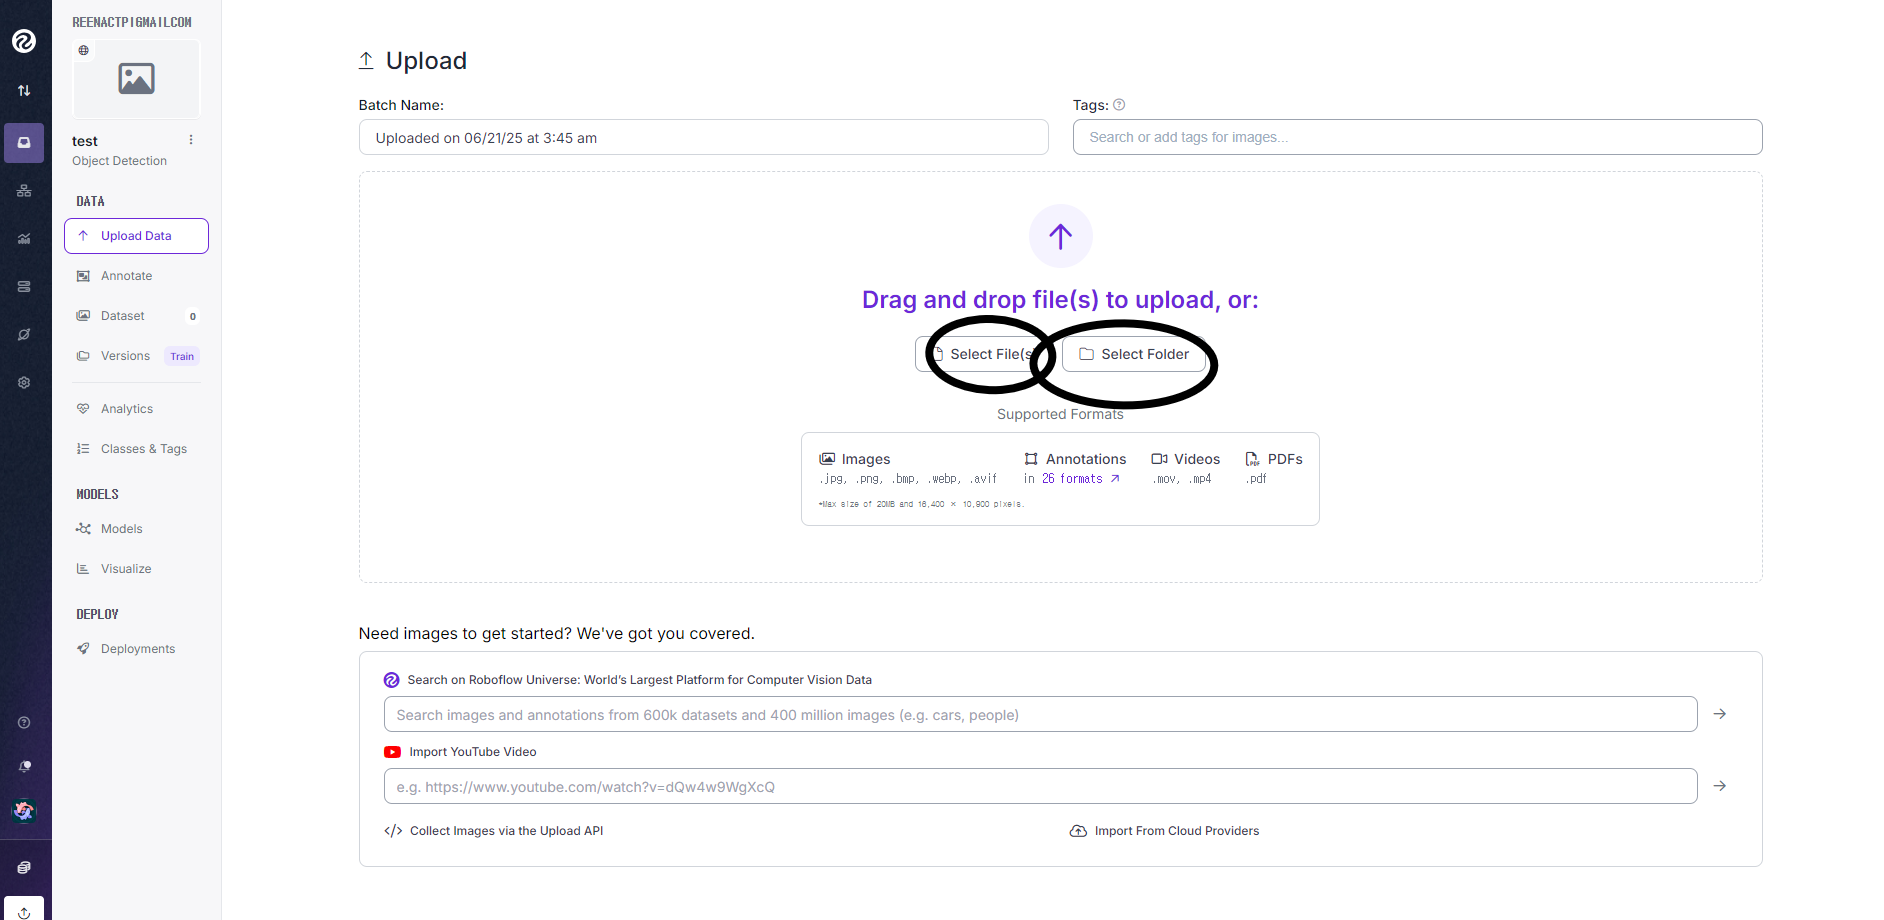 REENACTPIGMAILCOM
test
Object Detection
DATA
Upload Data
Annotate
Dataset 0
Versions Train
Analytics
Classes & Tags
MODELS
Models
Visualize
DEPLOY
Deployments
Upload
Batch Name:
Uploaded on 06/21/25 at 3:45 am
Tags:
Search or add tags for images...
Drag and drop file(s) to upload, or:
Select File(s)
Select Folder
Supported Formats
Images
.jpg, .png, .bmp, .webp, .avif
*Max size of 20MB and 16,400 × 10,900 pixels.
Annotations
in 26 formats
Videos
.mov, .mp4
PDFs
.pdf
Need images to get started? We've got you covered.
Search on Roboflow Universe: World's Largest Platform for Computer Vision Data
Search images and annotations from 600k datasets and 400 million images (e.g. cars, people)
Import YouTube Video
e.g. https://www.youtube.com/watch?v=dQw4w9WgXcQ
Collect Images via the Upload API
Import From Cloud Providers